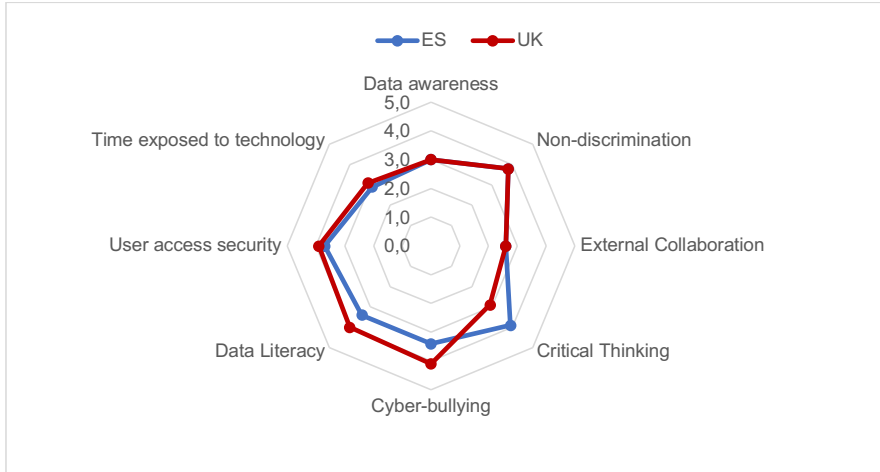 ES UK
Data awareness
5,0
4,0
3,0
2,0
1,0
0,0
Non-discrimination
External Collaboration
Critical Thinking
Cyber-bullying
Data Literacy
User access security
Time exposed to technology